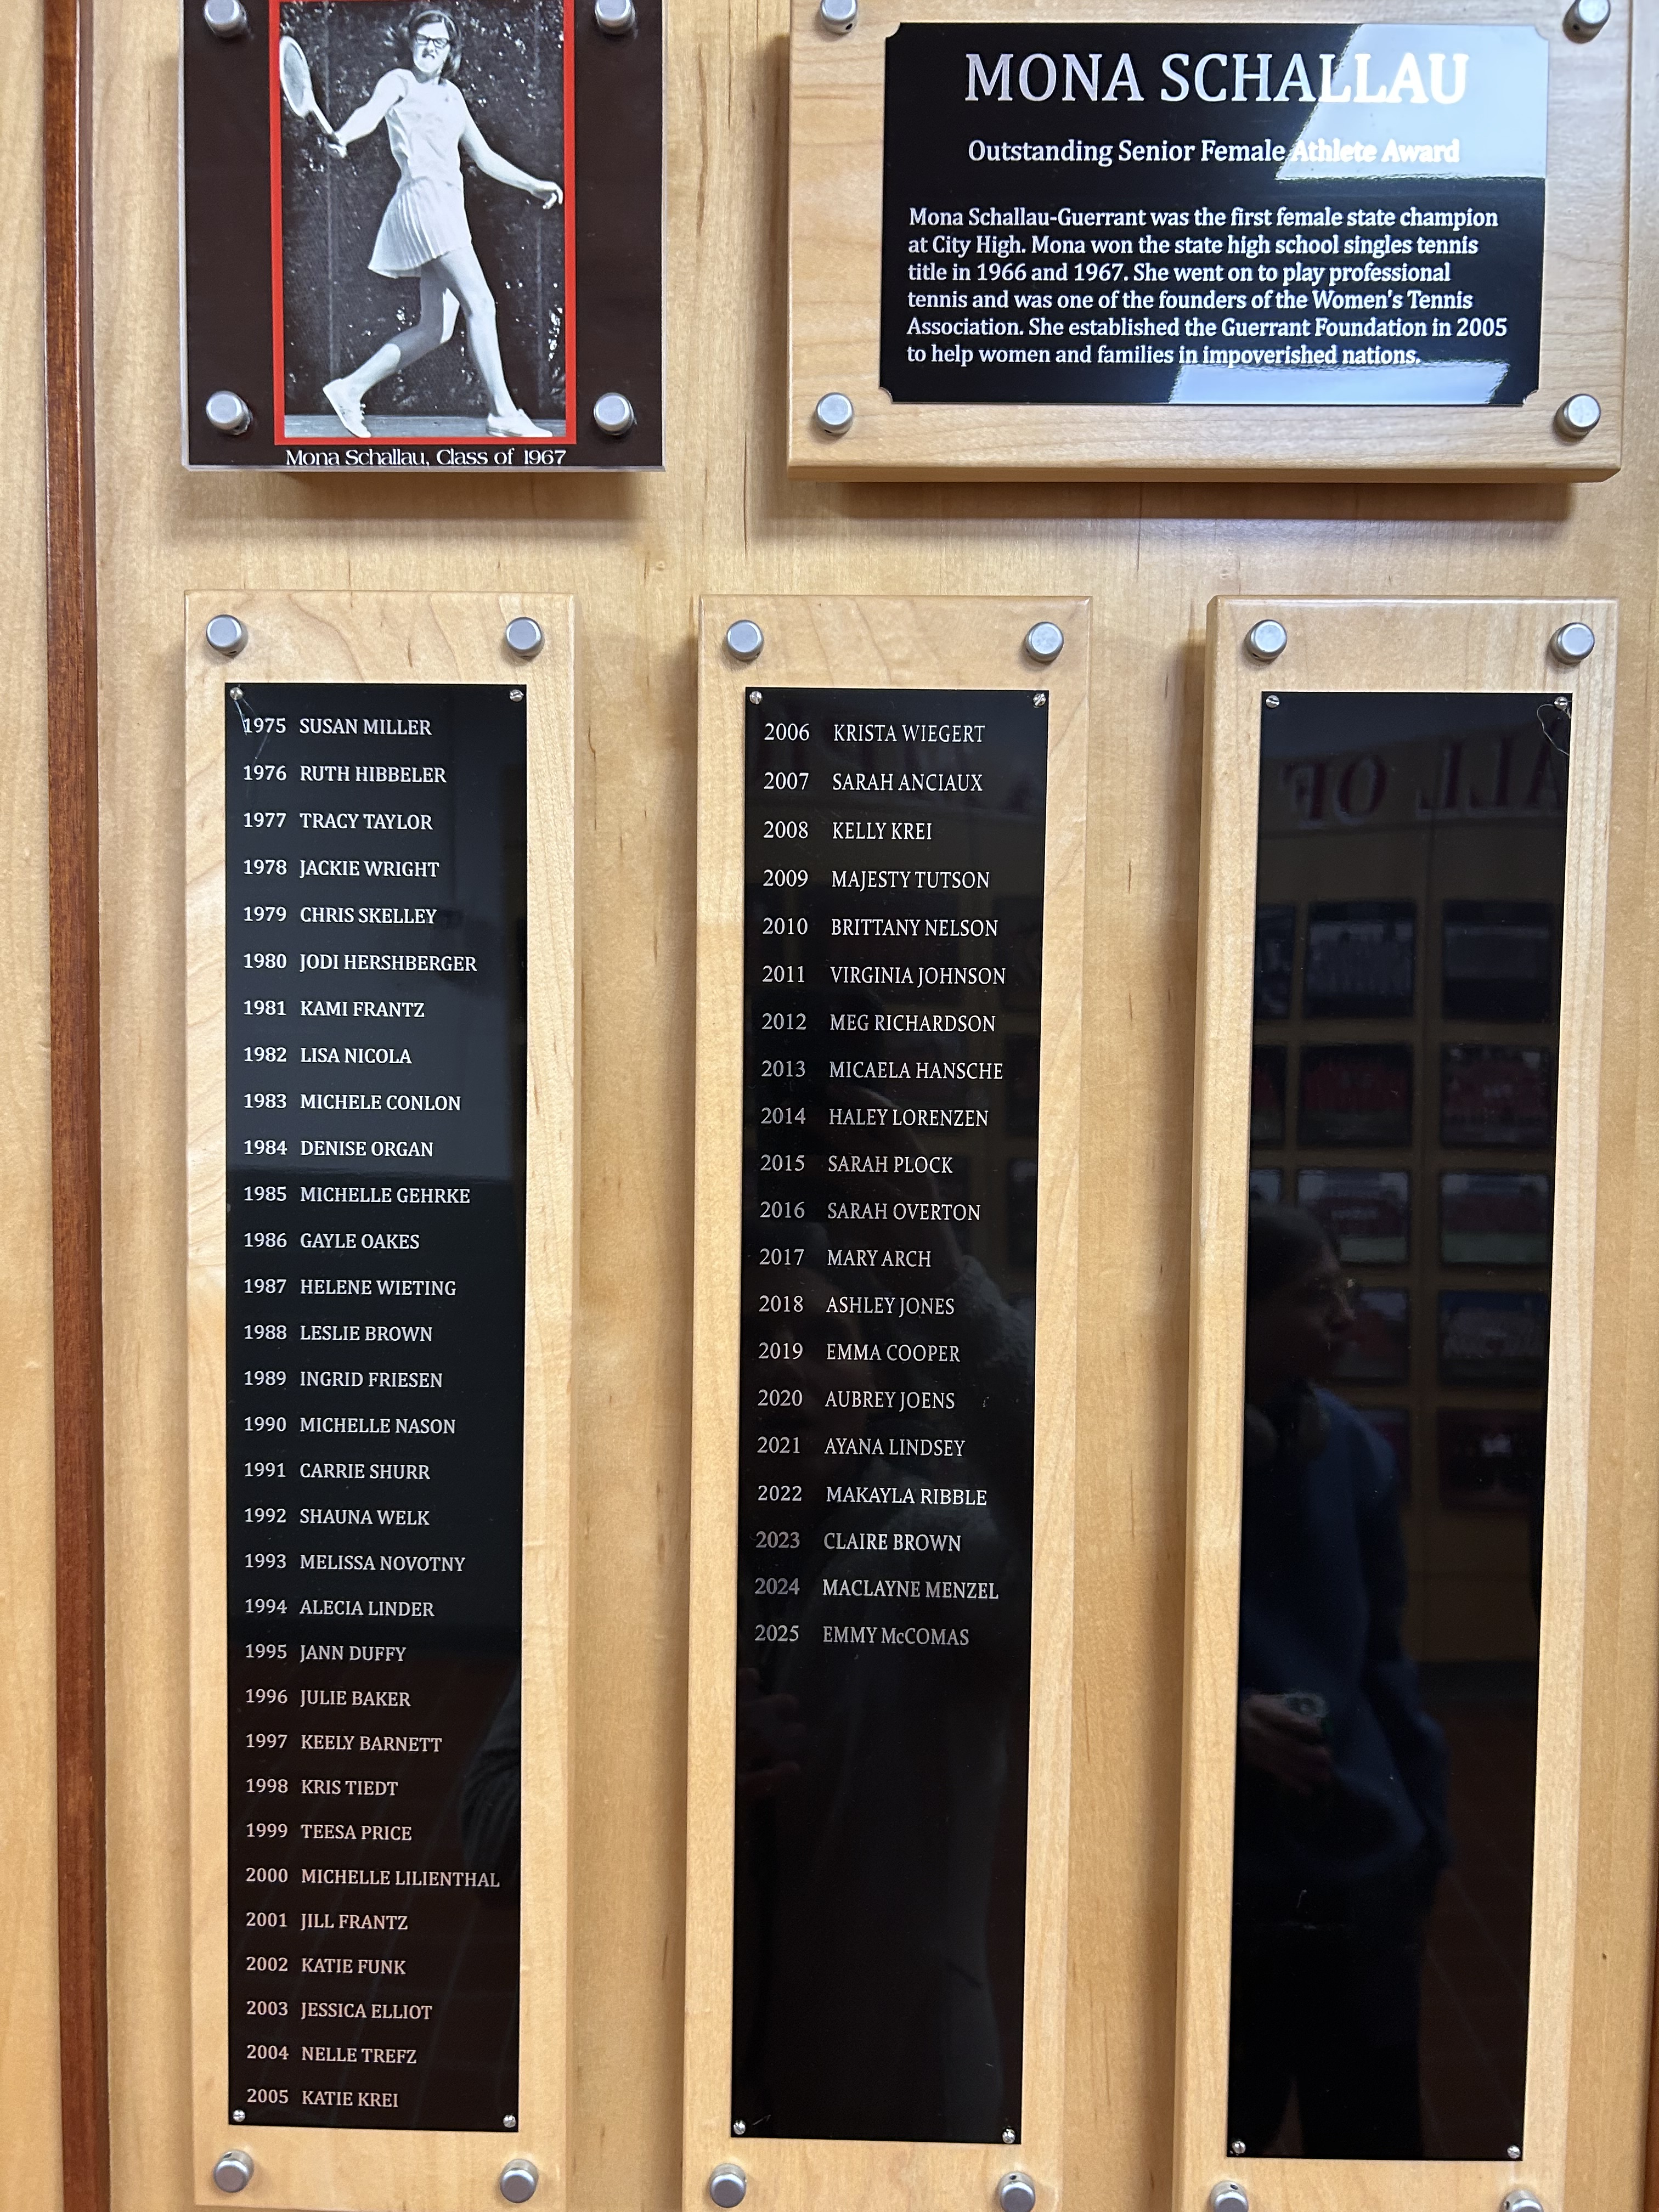 Mona Schallau, Class of 1967
MONA SCHALLAU
Outstanding Senior Female Athlete Award
Mona Schallau-Guerrant was the first female state champion
at City High. Mona won the state high school singles tennis
title in 1966 and 1967. She went on to play professional
tennis and was one of the founders of the Women's Tennis
Association. She established the Guerrant Foundation in 2005
to help women and families in impoverished nations.
1975 SUSAN MILLER
1976 RUTH HIBBELER
1977 TRACY TAYLOR
1978 JACKIE WRIGHT
1979 CHRIS SKELLEY
1980 JODI HERSHBERGER
1981 KAMI FRANTZ
1982 LISA NICOLA
1983 MICHELE CONLON
1984 DENISE ORGAN
1985 MICHELLE GEHRKE
1986 GAYLE OAKES
1987 HELENE WIETING
1988 LESLIE BROWN
1989 INGRID FRIESEN
1990 MICHELLE NASON
1991 CARRIE SHURR
1992 SHAUNA WELK
1993 MELISSA NOVOTNY
1994 ALECIA LINDER
1995 JANN DUFFY
1996 JULIE BAKER
1997 KEELY BARNETT
1998 KRIS TIEDT
1999 TEESA PRICE
2000 MICHELLE LILIENTHAL
2001 JILL FRANTZ
2002 KATIE FUNK
2003 JESSICA ELLIOT
2004 NELLE TREFZ
2005 KATIE KREI
2006 KRISTA WIEGERT
2007 SARAH ANCIAUX
2008 KELLY KREI
2009 MAJESTY TUTSON
2010 BRITTANY NELSON
2011 VIRGINIA JOHNSON
2012 MEG RICHARDSON
2013 MICAELA HANSCHE
2014 HALEY LORENZEN
2015 SARAH PLOCK
2016 SARAH OVERTON
2017 MARY ARCH
2018 ASHLEY JONES
2019 EMMA COOPER
2020 AUBREY JOENS
2021 AYANA LINDSEY
2022 MAKAYLA RIBBLE
2023 CLAIRE BROWN
2024 MACLAYNE MENZEL
2025 EMMY McCOMAS